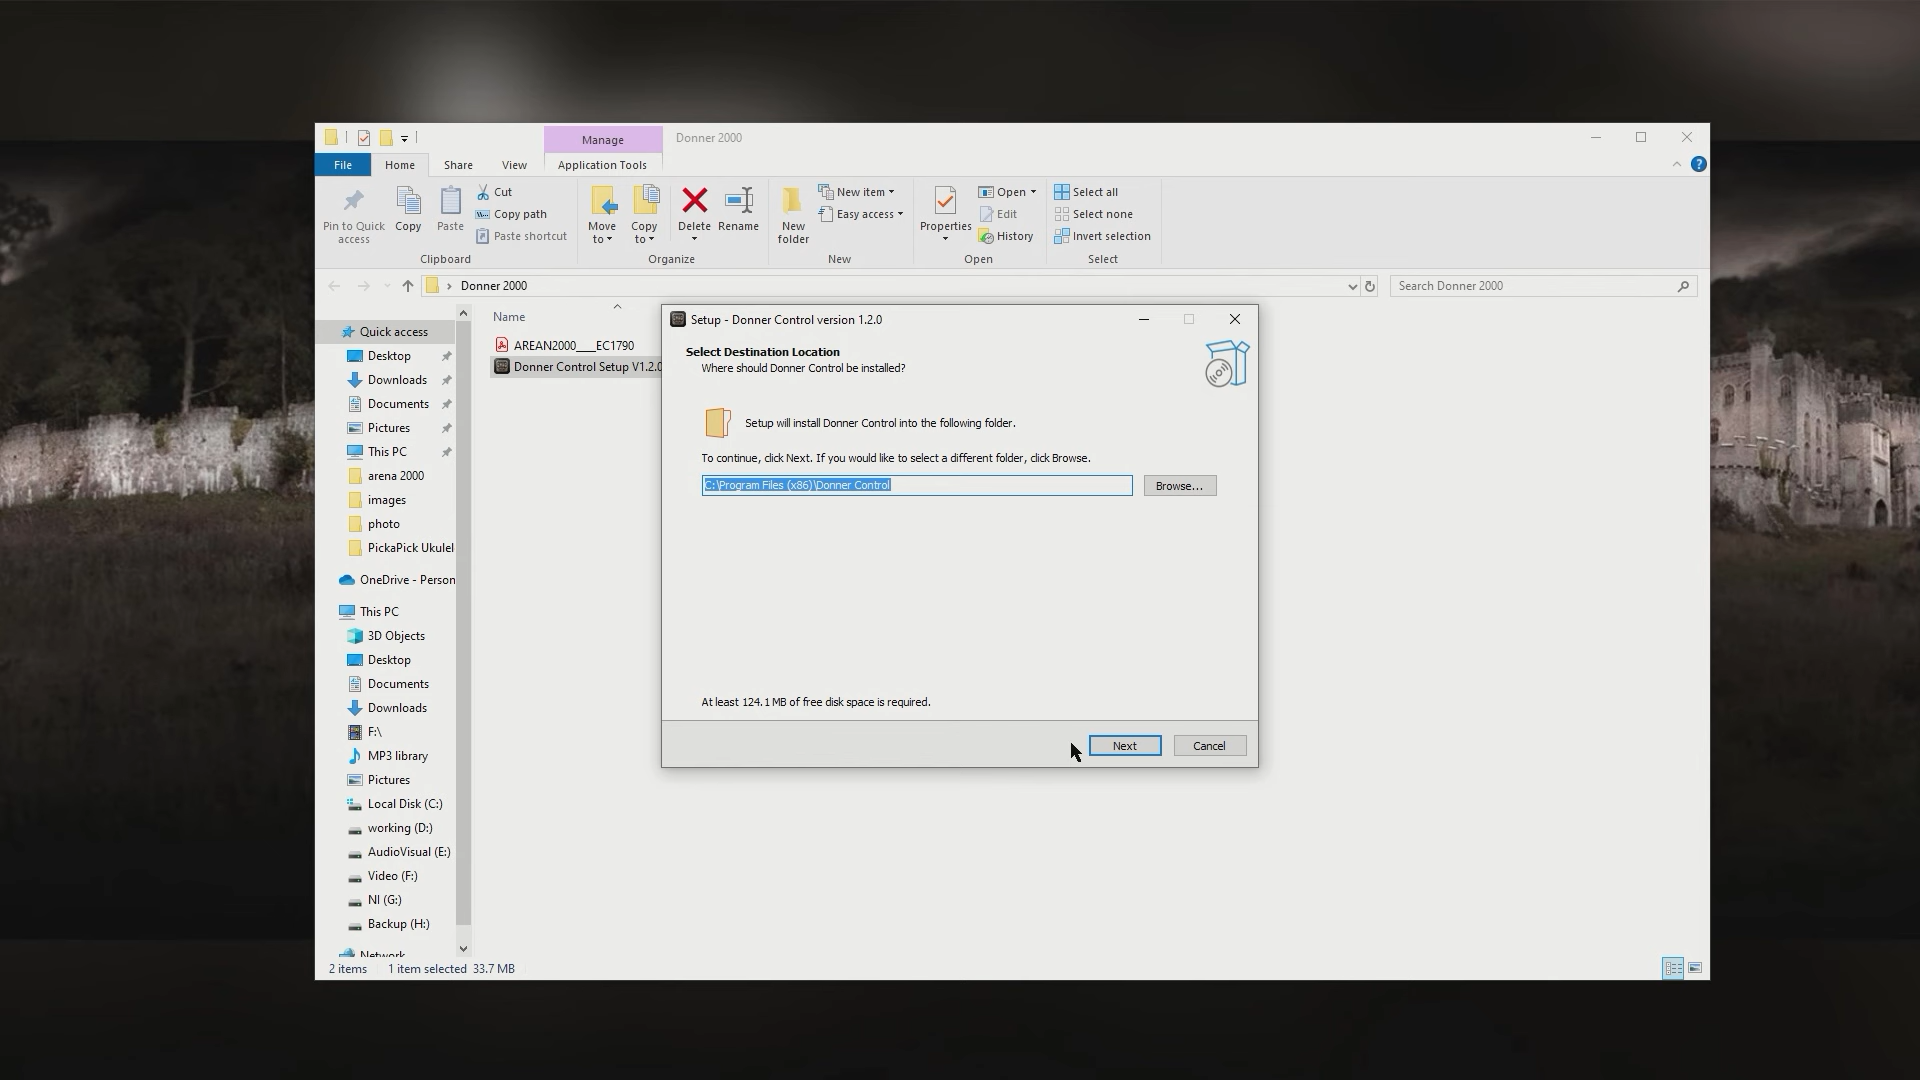 Manage
Donner 2000
File
Home
Share
View
Application Tools
Pin to Quick access
Copy
Paste
Cut
Copy path
Paste shortcut
Clipboard
Move to
Copy to
Delete
Rename
Organize
New folder
New item
Easy access
New
Properties
Open
Edit
History
Open
Select all
Select none
Invert selection
Select
Donner 2000
Search Donner 2000
Quick access
Desktop
Downloads
Documents
Pictures
This PC
arena 2000
images
photo
PickaPick Ukulel
OneDrive - Person
This PC
3D Objects
Desktop
Documents
Downloads
F:\
MP3 library
Pictures
Local Disk (C:)
working (D:)
AudioVisual (E:)
Video (F:)
NI (G:)
Backup (H:)
Network
Name
AREAN2000____EC1790
Donner Control Setup V1.2.0
Setup - Donner Control version 1.2.0
Select Destination Location
Where should Donner Control be installed?
Setup will install Donner Control into the following folder.
To continue, click Next. If you would like to select a different folder, click Browse.
C:\Program Files (x86)\Donner Control
Browse...
At least 124.1 MB of free disk space is required.
Next
Cancel
2 items
1 item selected 33.7 MB